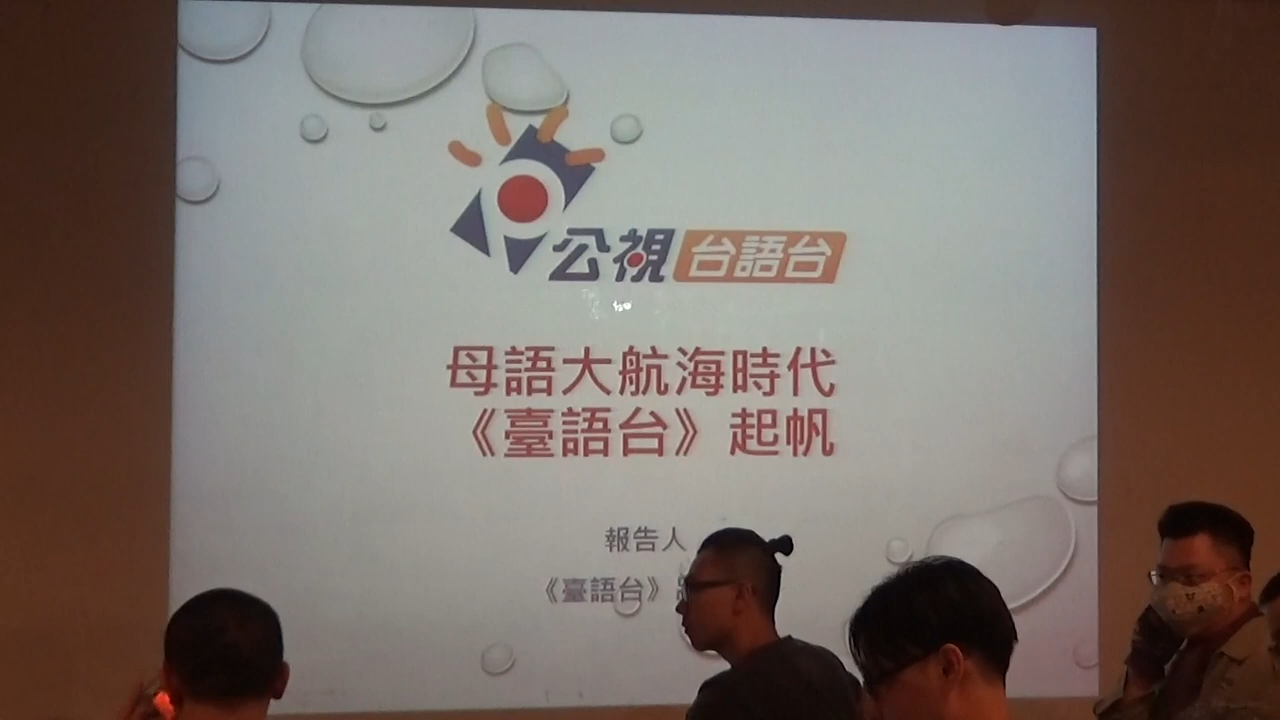 公視 台語台
母語大航海時代
《臺語台》起帆
報告人
《臺語台》